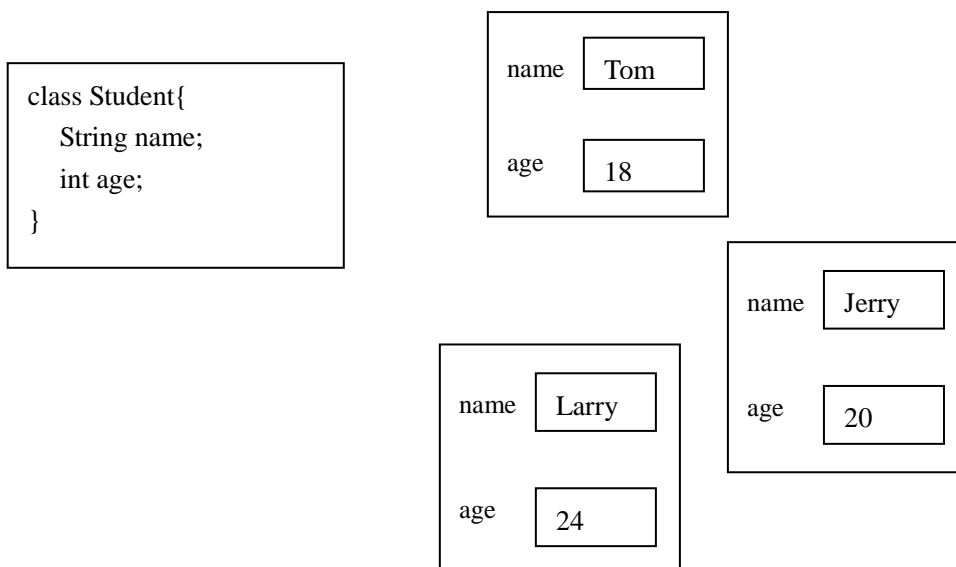 class Student{
String name;
int age;
}
name Tom
age 18
name Jerry
age 20
name Larry
age 24